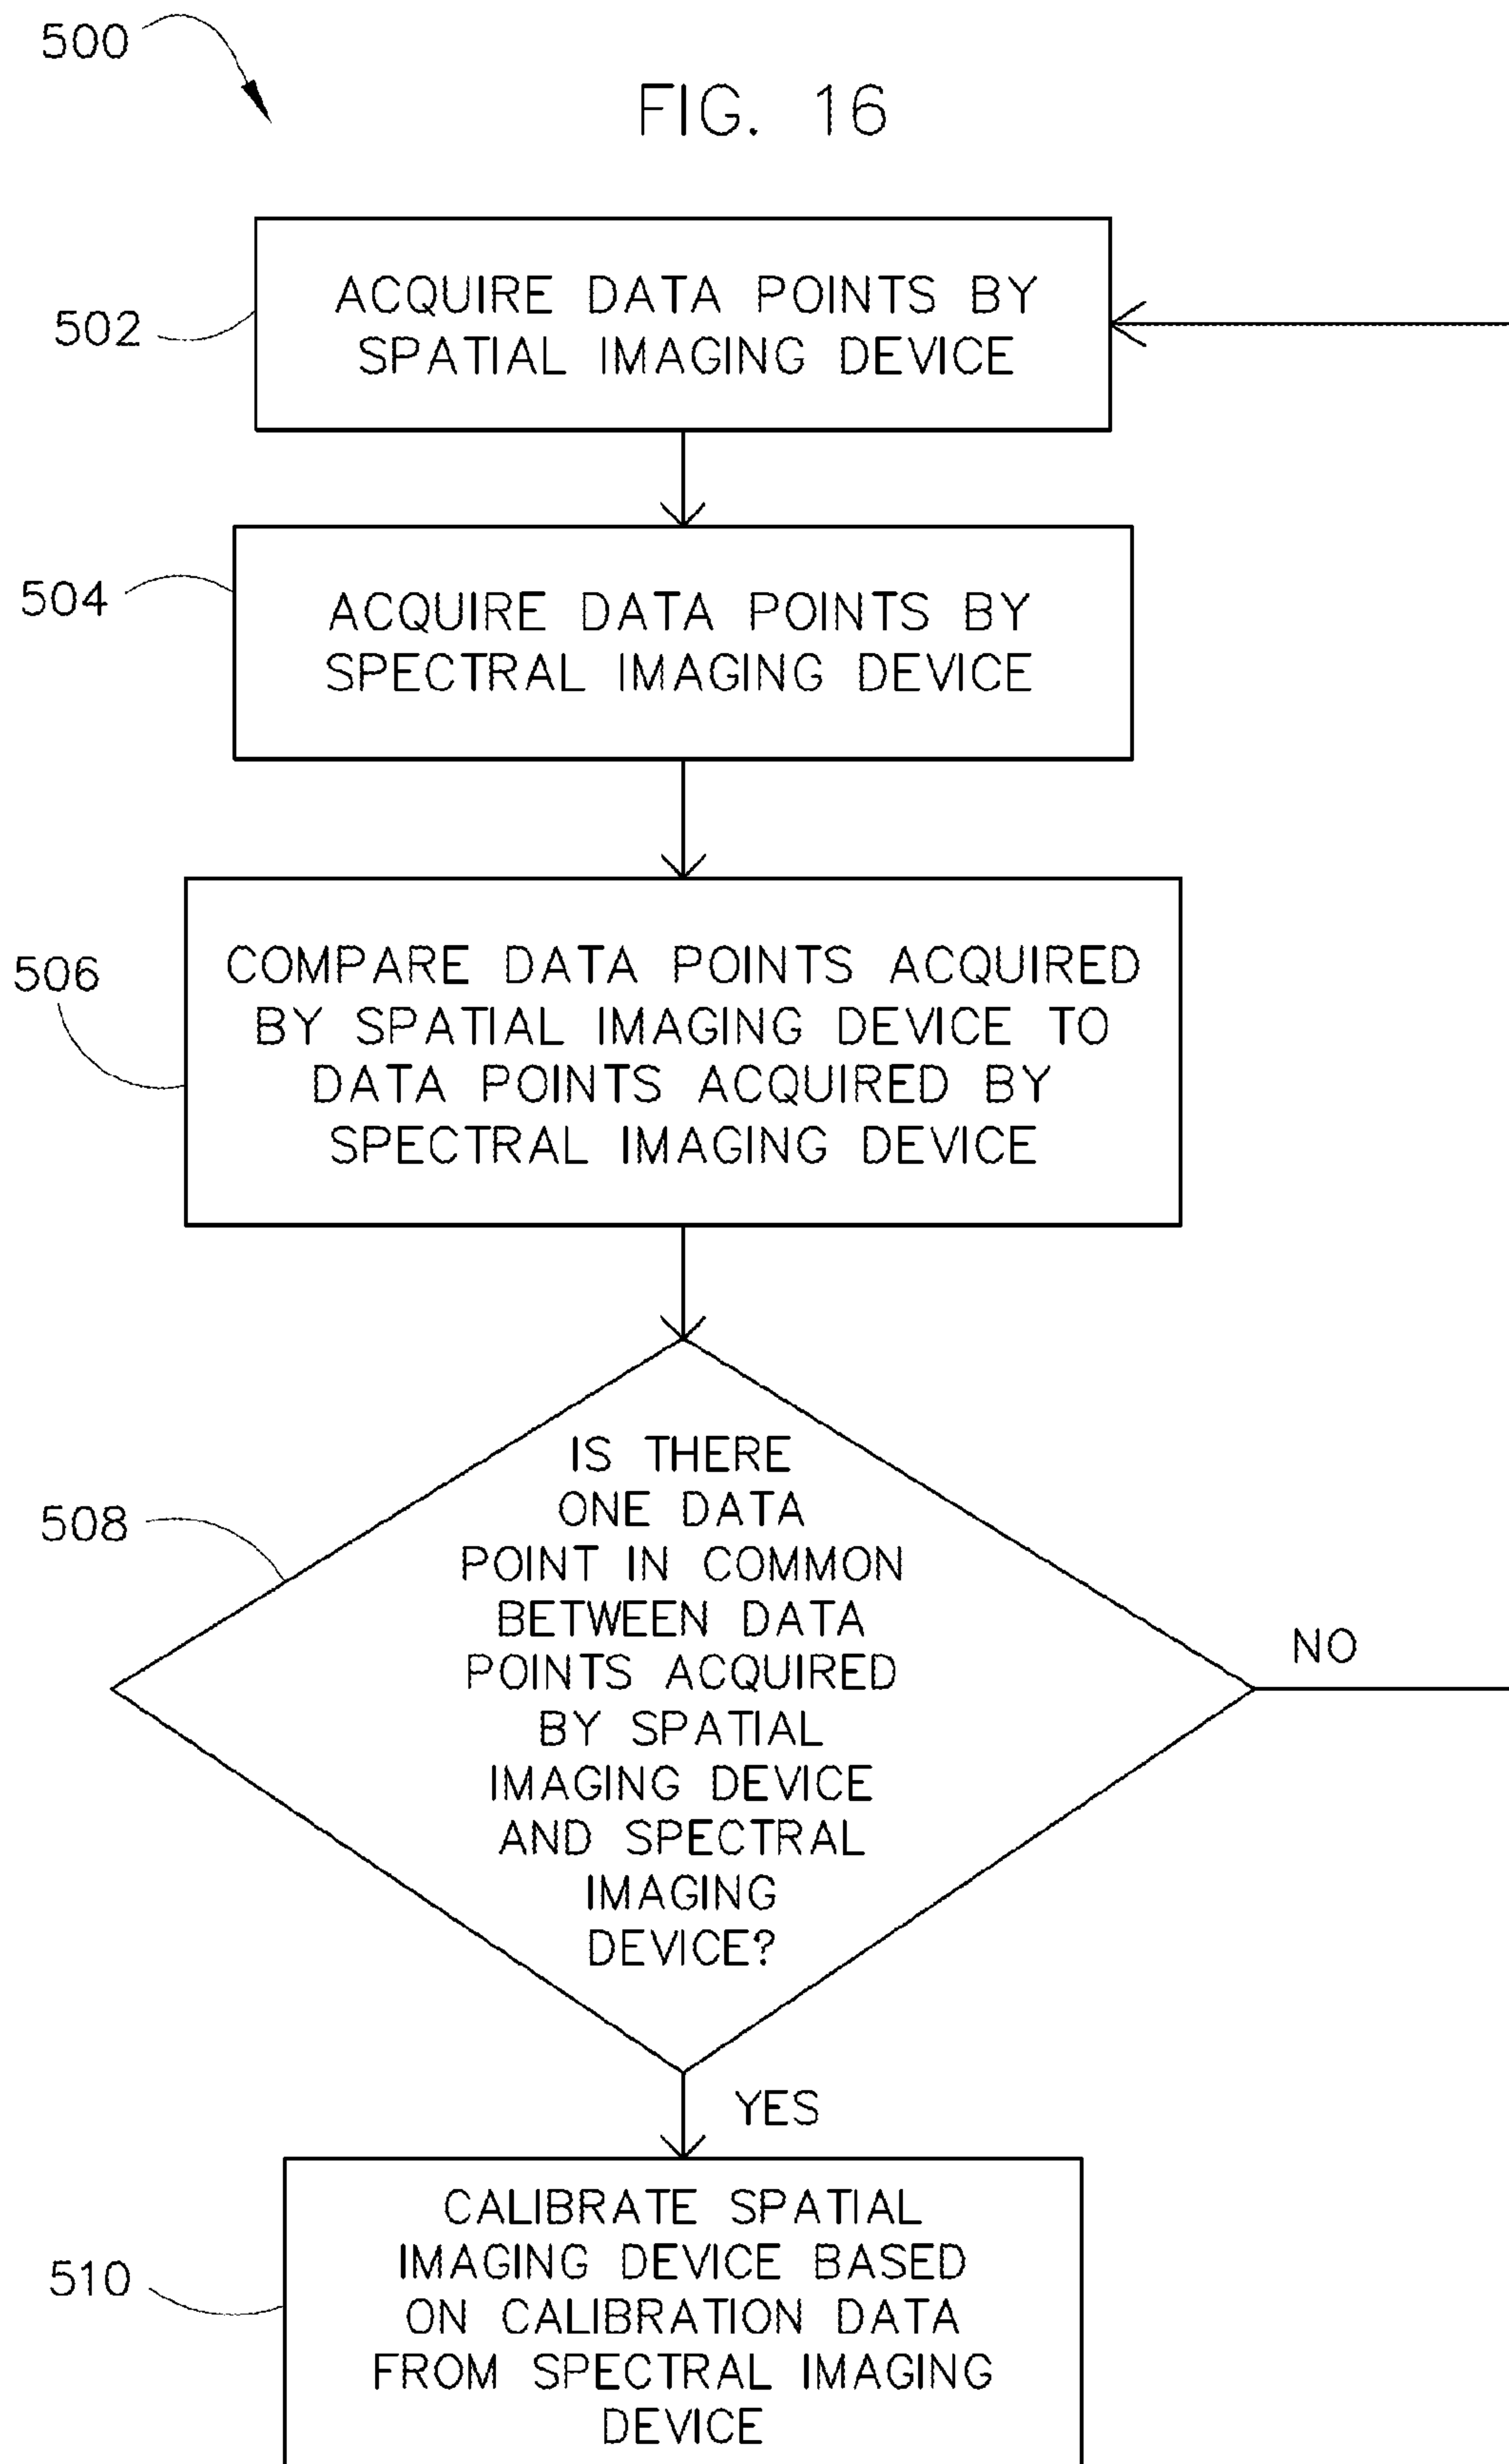 500
FIG. 16
502
ACQUIRE DATA POINTS BY
SPATIAL IMAGING DEVICE
504
ACQUIRE DATA POINTS BY
SPECTRAL IMAGING DEVICE
506
COMPARE DATA POINTS ACQUIRED
BY SPATIAL IMAGING DEVICE TO
DATA POINTS ACQUIRED BY
SPECTRAL IMAGING DEVICE
508
IS THERE
ONE DATA
POINT IN COMMON
BETWEEN DATA
POINTS ACQUIRED
BY SPATIAL
IMAGING DEVICE
AND SPECTRAL
IMAGING
DEVICE?
NO
YES
510
CALIBRATE SPATIAL
IMAGING DEVICE BASED
ON CALIBRATION DATA
FROM SPECTRAL IMAGING
DEVICE